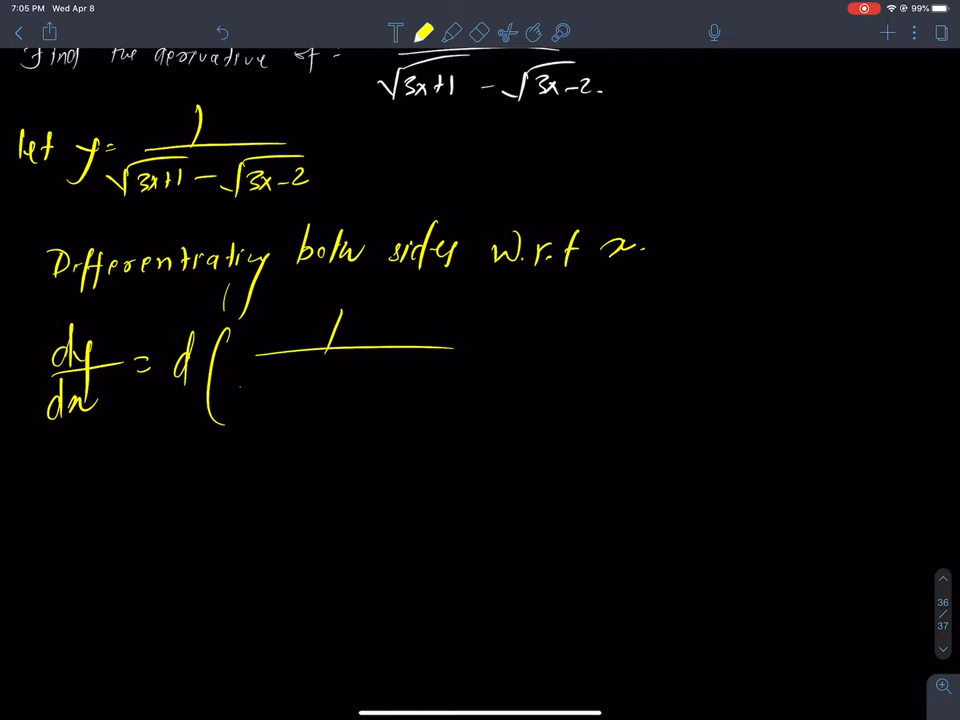 7:05 PM Wed Apr 8
99%
Find the derivative of :-
√3x+1 - √3x-2.
let y= 1
√3x+1 - √3x-2
Differentiating both sides w.r.t x.
dy/dx = d ( 1
36
/
37